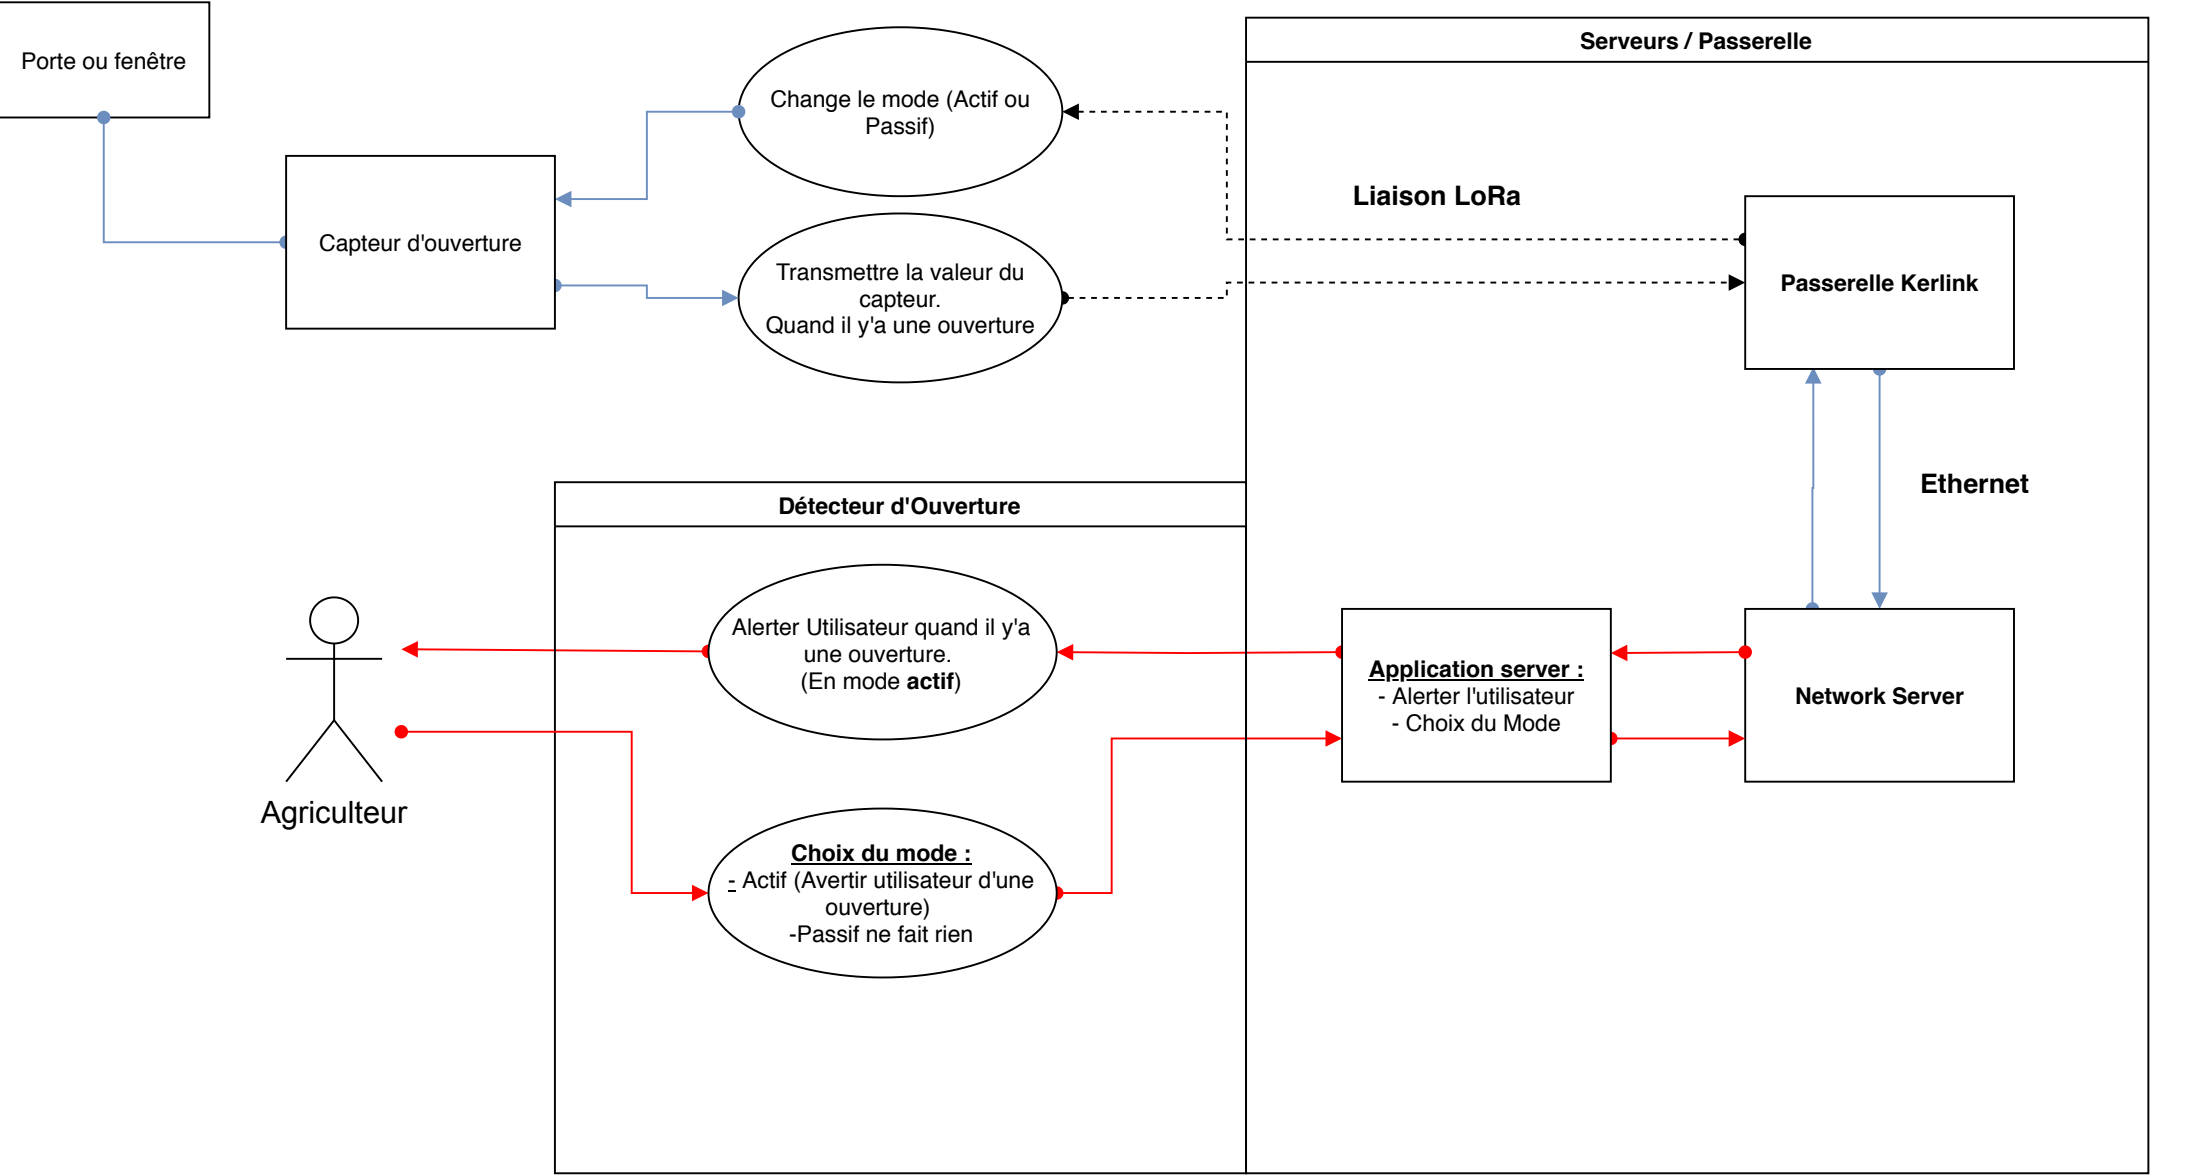 Porte ou fenêtre
Capteur d'ouverture
Change le mode (Actif ou
Passif)
Transmettre la valeur du
capteur.
Quand il y'a une ouverture
Serveurs / Passerelle
Liaison LoRa
Passerelle Kerlink
Ethernet
Détecteur d'Ouverture
Alerter Utilisateur quand il y'a
une ouverture.
(En mode actif)
Application server :
- Alerter l'utilisateur
- Choix du Mode
Network Server
Agriculteur
Choix du mode :
- Actif (Avertir utilisateur d'une
ouverture)
-Passif ne fait rien